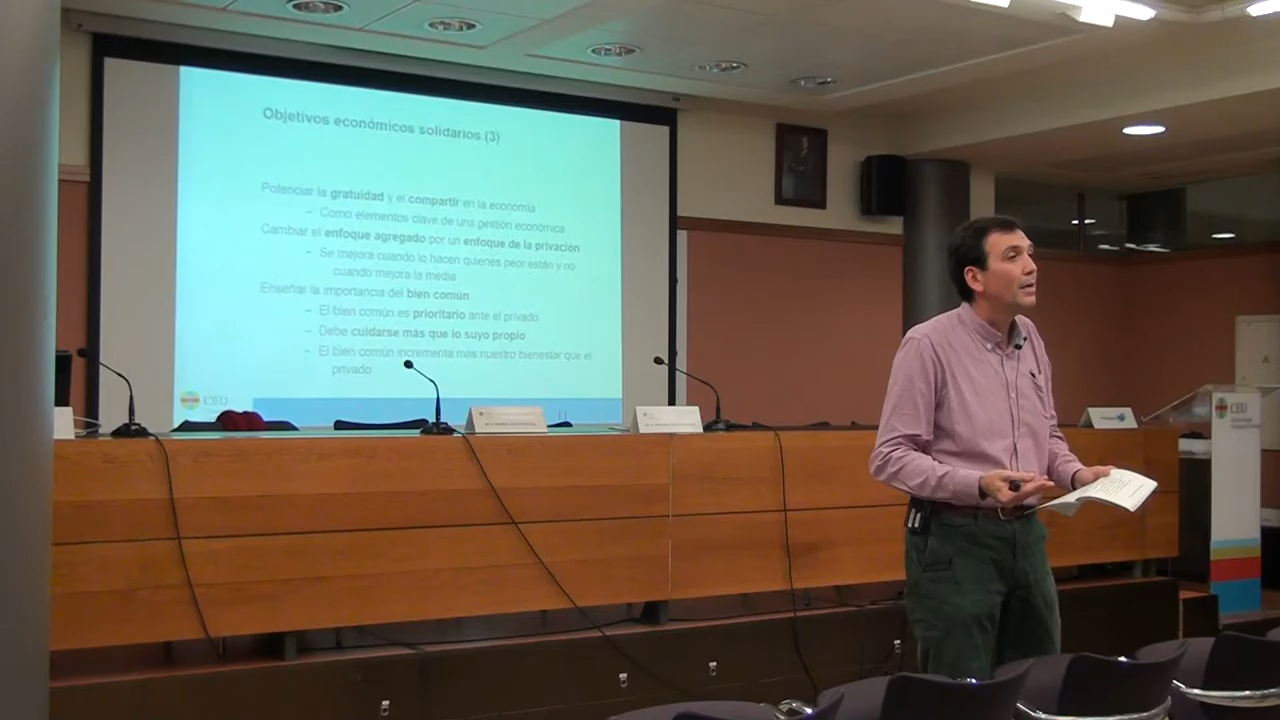 Objetivos económicos solidarios (3)
Potenciar la gratuidad y el compartir en la economía
– Como elementos clave de una gestión económica
Cambiar el enfoque agregado por un enfoque de la privación
– Se mejora cuando lo hacen quienes peor están y no
cuando mejora la media
Enseñar la importancia del bien común
– El bien común es prioritario ante el privado
– Debe cuidarse más que lo suyo propio
– El bien común incrementa más nuestro bienestar que el
privado
CEU
CEU